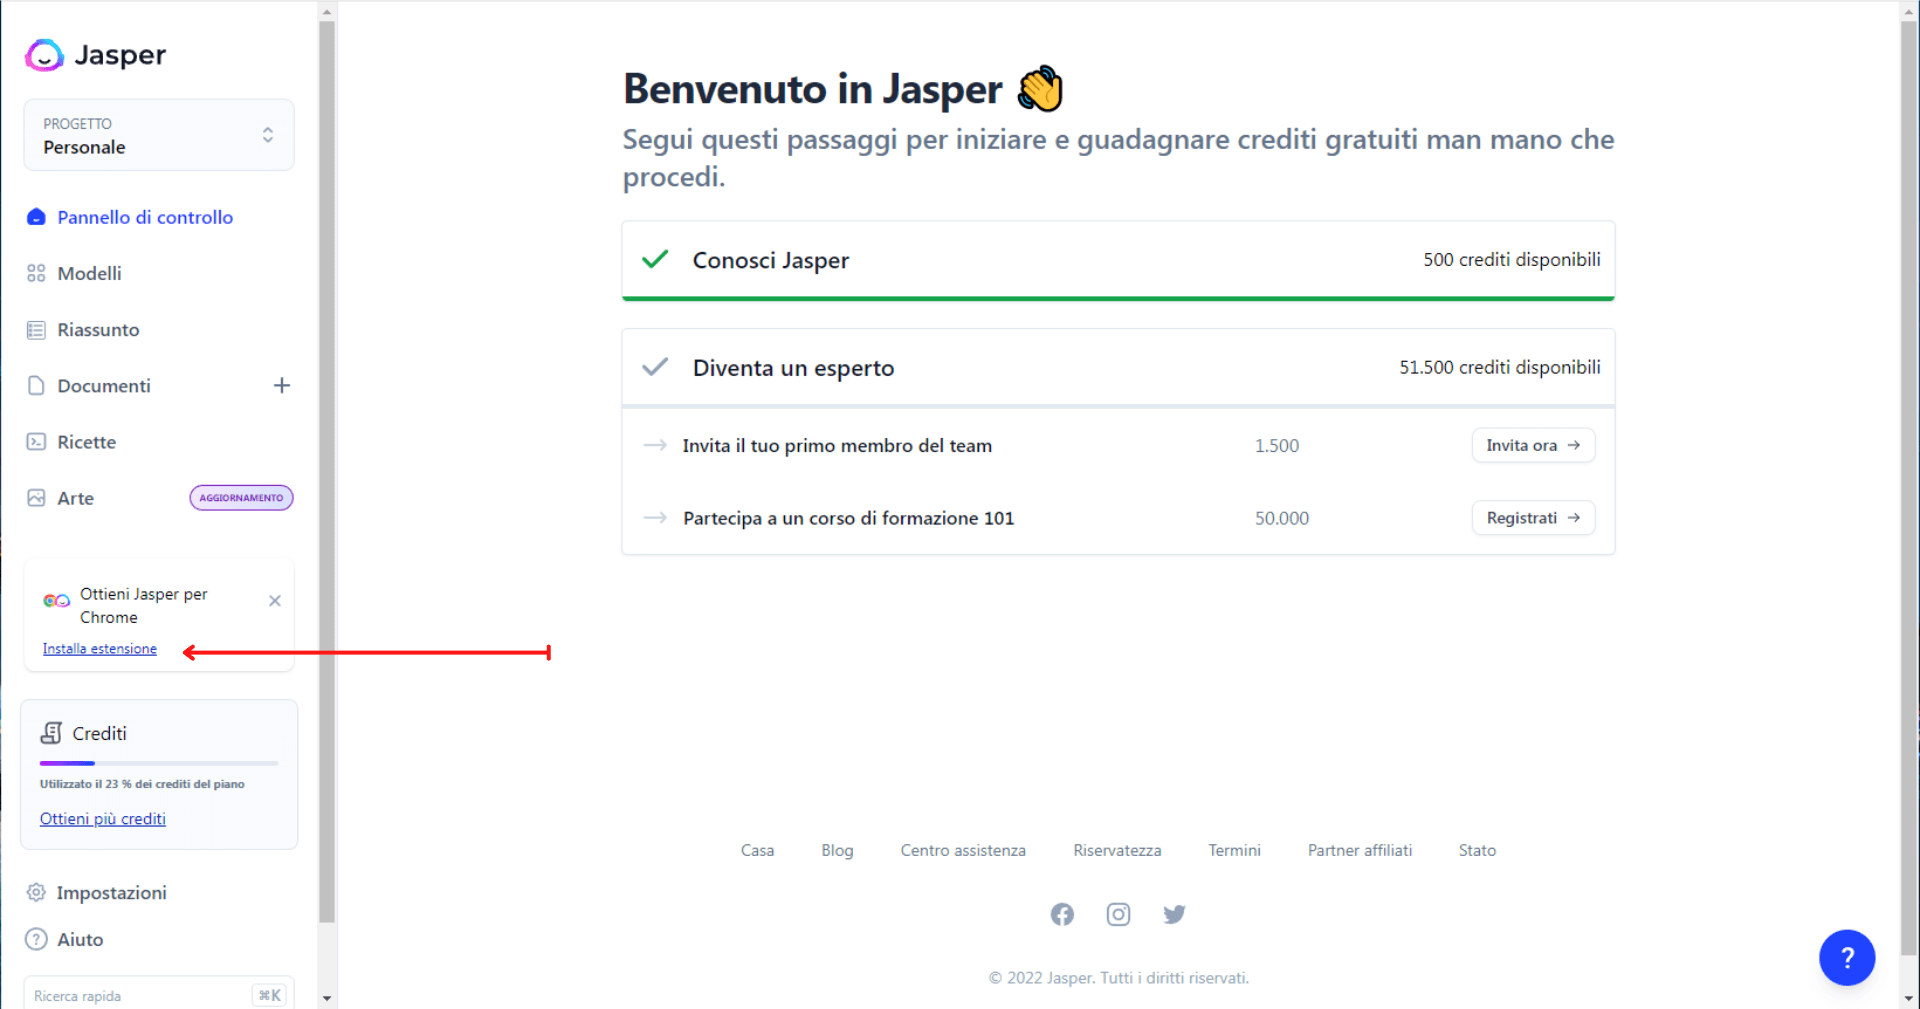 Jasper
PROGETTO
Personale
Pannello di controllo
Modelli
Riassunto
Documenti
Ricette
Arte
AGGIORNAMENTO
Ottieni Jasper per
Chrome
Installa estensione
Crediti
Utilizzato il 23 % dei crediti del piano
Ottieni più crediti
Impostazioni
Aiuto
Ricerca rapida
⌘K
Benvenuto in Jasper 👋
Segui questi passaggi per iniziare e guadagnare crediti gratuiti man mano che
procedi.
Conosci Jasper
500 crediti disponibili
Diventa un esperto
51.500 crediti disponibili
Invita il tuo primo membro del team
1.500
Invita ora →
Partecipa a un corso di formazione 101
50.000
Registrati →
Casa
Blog
Centro assistenza
Riservatezza
Termini
Partner affiliati
Stato
© 2022 Jasper. Tutti i diritti riservati.
?